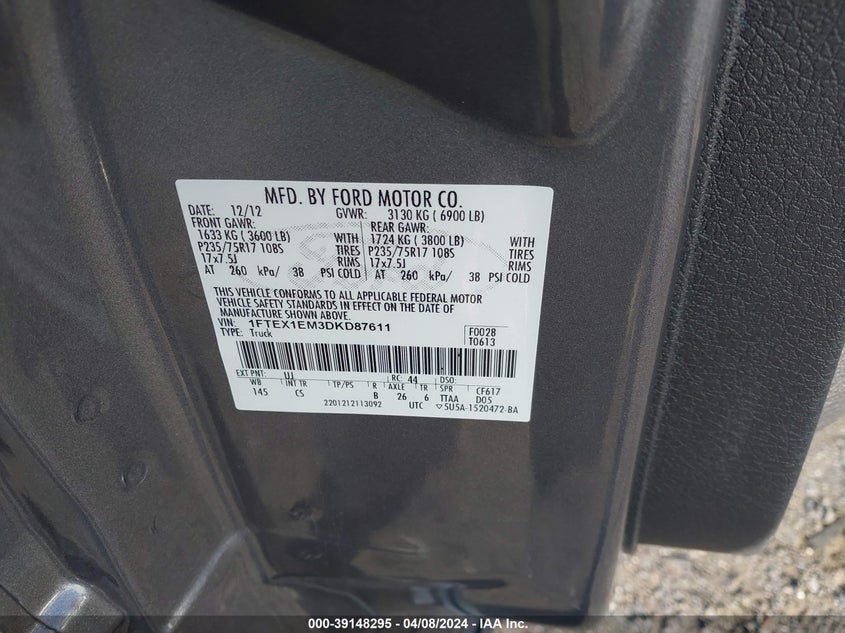 MFD. BY FORD MOTOR CO.
DATE: 12/12 GVWR: 3130 KG ( 6900 LB)
FRONT GAWR: REAR GAWR:
1633 KG ( 3600 LB) WITH 1724 KG ( 3800 LB) WITH
P235/75R17 108S TIRES P235/75R17 108S TIRES
17x7.5J RIMS 17x7.5J RIMS
AT 260 kPa/ 38 PSI COLD AT 260 kPa/ 38 PSI COLD
THIS VEHICLE CONFORMS TO ALL APPLICABLE FEDERAL MOTOR
VEHICLE SAFETY STANDARDS IN EFFECT ON THE DATE OF
MANUFACTURE SHOWN ABOVE.
VIN: 1FTEX1EM3DKD87611 F0028
TYPE: Truck T0613
EXT PNT: UJ RC: 44 DSO:
WB INT TR TP/PS R AXLE TR SPR CF617
145 CS B 26 6 TTAA D05
2201212113092 UTC ▽5U5A-1520472-BA
000-39148295 - 04/08/2024 - IAA Inc.